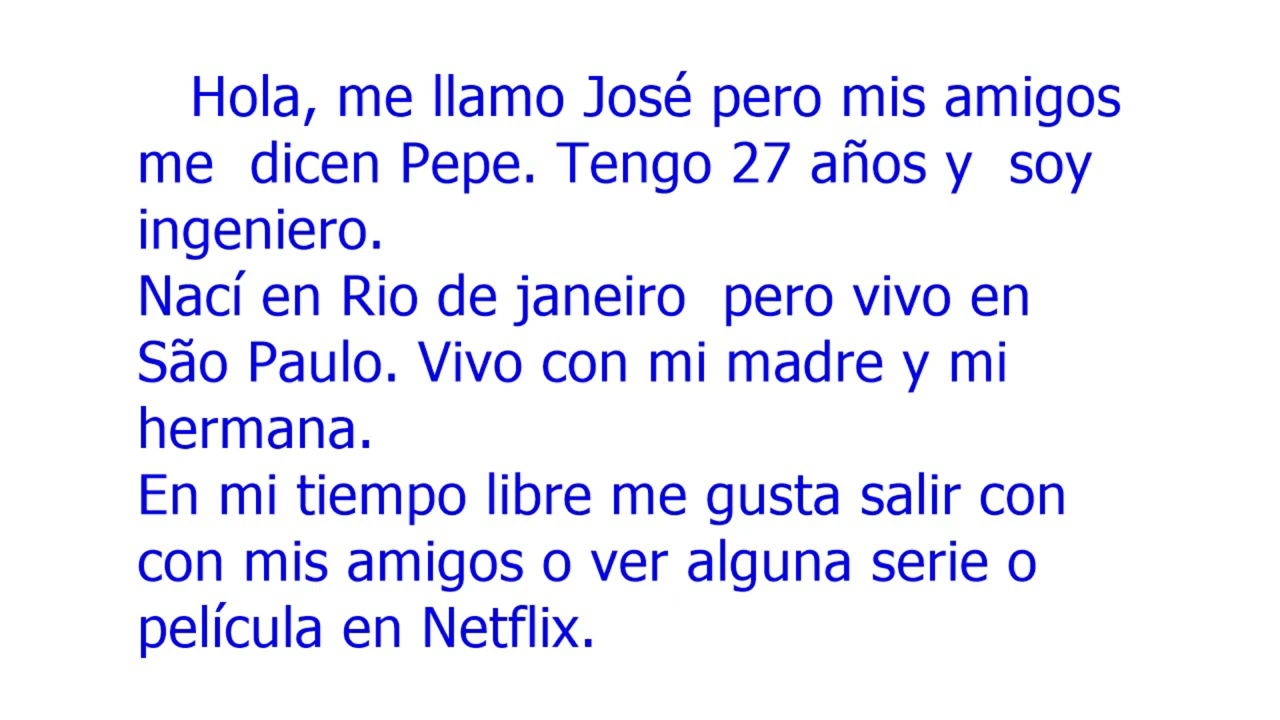 Hola, me llamo José pero mis amigos
me dicen Pepe. Tengo 27 años y soy
ingeniero.
Nací en Rio de janeiro pero vivo en
São Paulo. Vivo con mi madre y mi
hermana.
En mi tiempo libre me gusta salir con
con mis amigos o ver alguna serie o
película en Netflix.